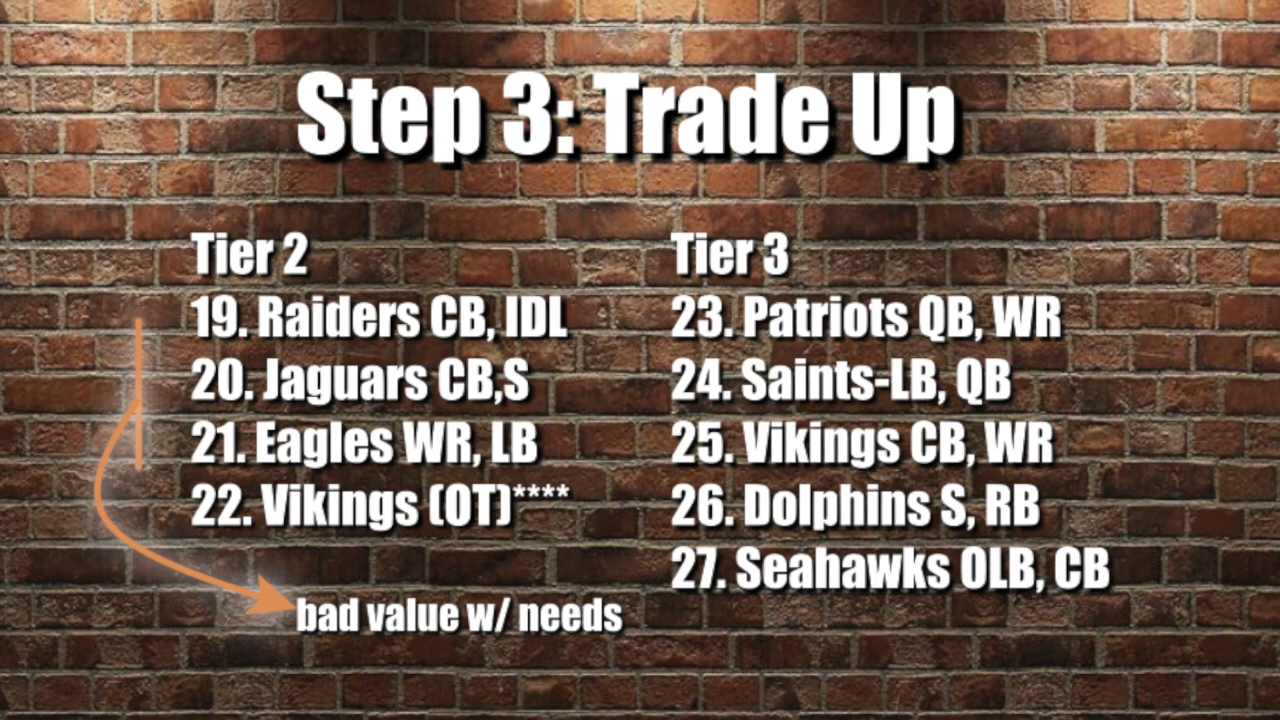 Step 3: Trade Up
Tier 2
19. Raiders CB, IDL
20. Jaguars CB,S
21. Eagles WR, LB
22. Vikings (OT)****
bad value w/ needs
Tier 3
23. Patriots QB, WR
24. Saints-LB, QB
25. Vikings CB, WR
26. Dolphins S, RB
27. Seahawks OLB, CB